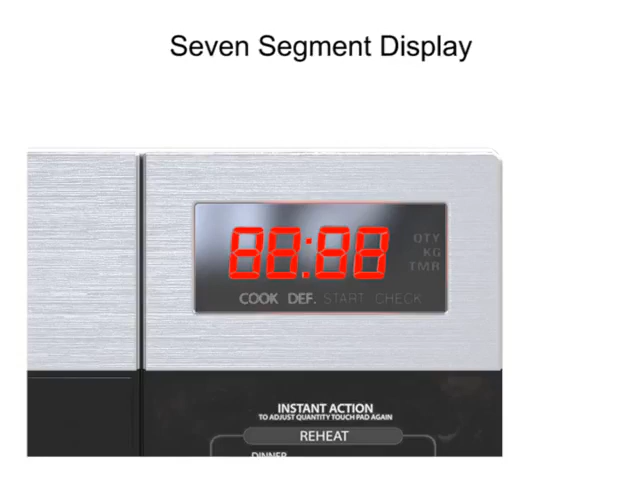 Seven Segment Display
88:88
QTY
KG
TMR
COOK DEF. START CHECK
INSTANT ACTION
TO ADJUST QUANTITY TOUCH PAD AGAIN
REHEAT
DINNER